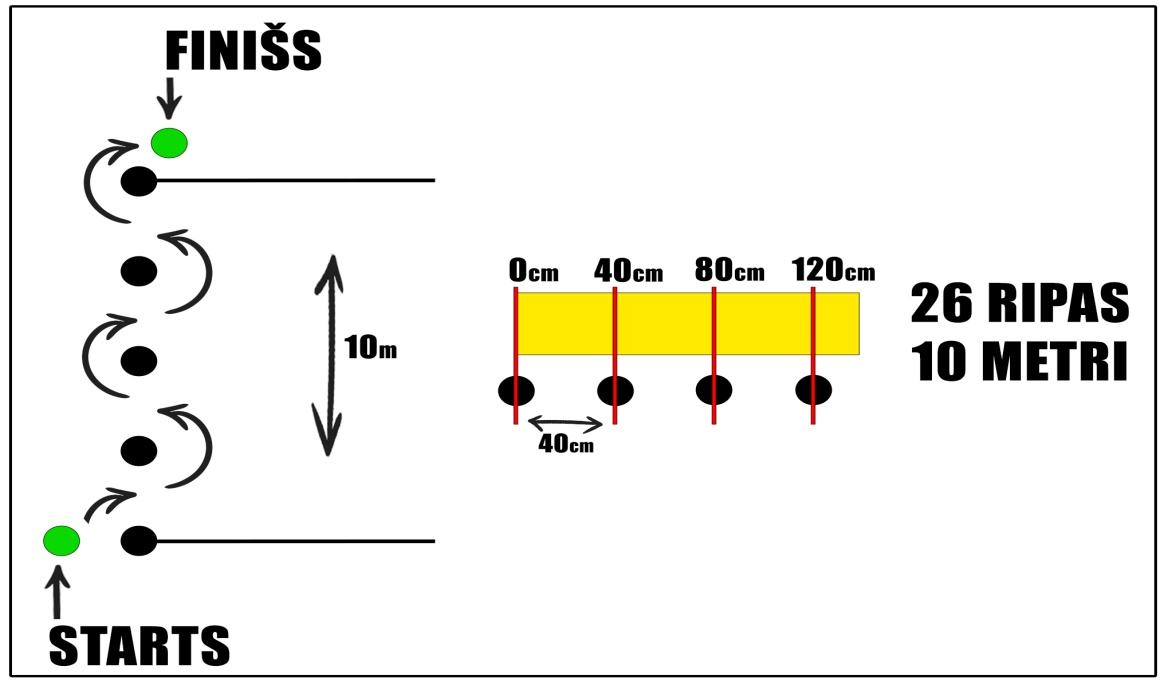 FINIŠS
10m
STARTS
0cm 40cm 80cm 120cm
40cm
26 RIPAS
10 METRI